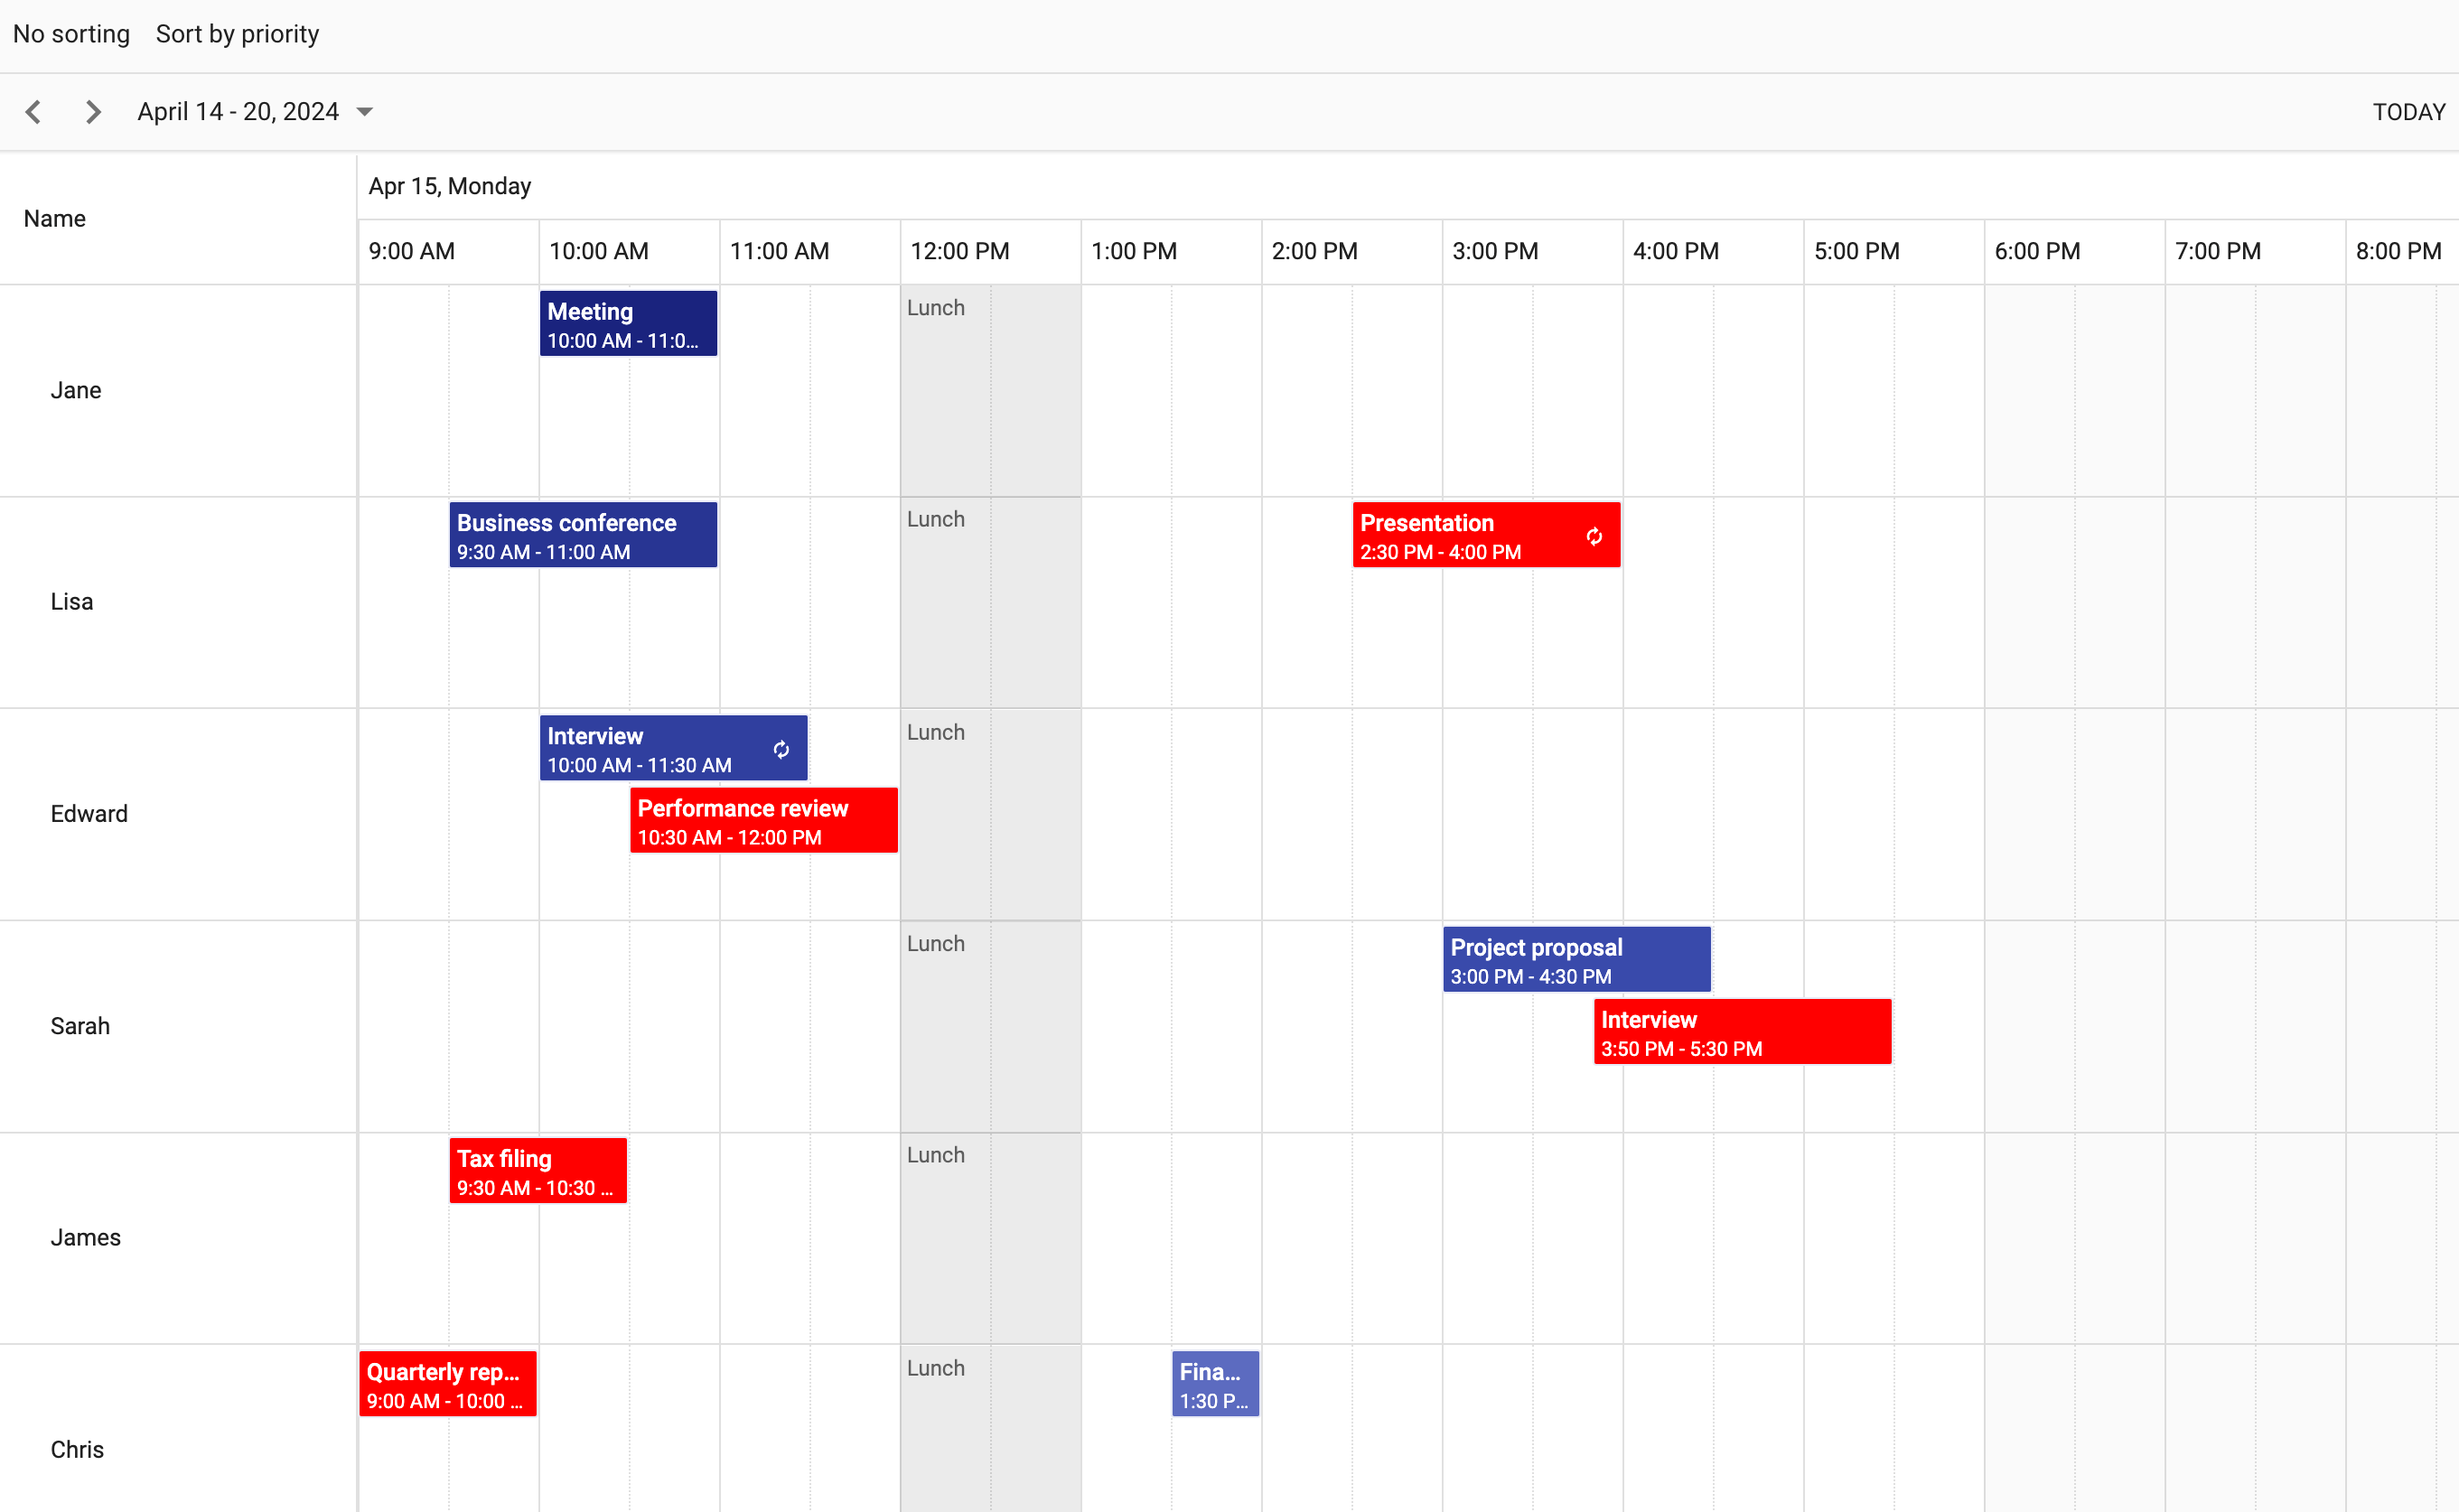 No sorting Sort by priority
April 14 - 20, 2024 TODAY
Name
Apr 15, Monday
9:00 AM 10:00 AM 11:00 AM 12:00 PM 1:00 PM 2:00 PM 3:00 PM 4:00 PM 5:00 PM 6:00 PM 7:00 PM 8:00 PM
Jane
Meeting
10:00 AM - 11:0...
Lunch
Lisa
Business conference
9:30 AM - 11:00 AM
Lunch
Presentation
2:30 PM - 4:00 PM
Edward
Interview
10:00 AM - 11:30 AM
Performance review
10:30 AM - 12:00 PM
Lunch
Sarah
Lunch
Project proposal
3:00 PM - 4:30 PM
Interview
3:50 PM - 5:30 PM
James
Tax filing
9:30 AM - 10:30 ...
Lunch
Chris
Quarterly rep...
9:00 AM - 10:00 ...
Lunch
Fina...
1:30 P...